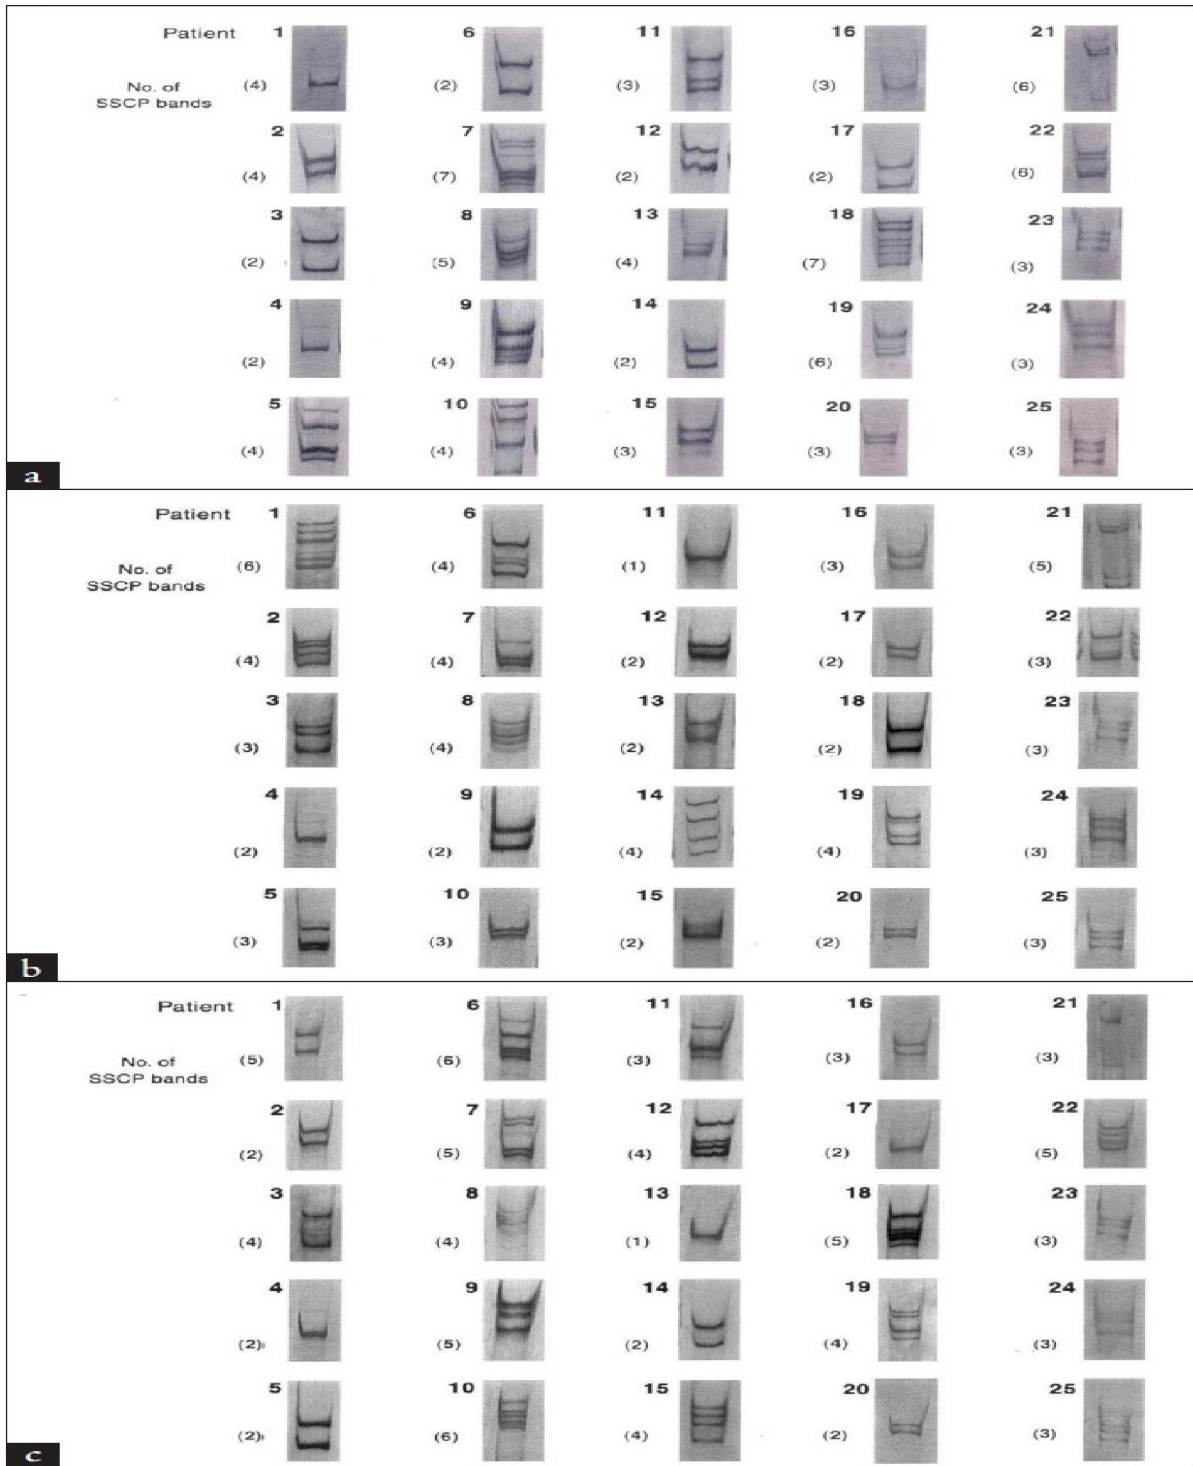 Patient 1 6 11 16 21
No. of
SSCP bands
(4) (2) (3) (3) (6)
2 7 12 17 22
(4) (7) (2) (2) (6)
3 8 13 18 23
(2) (5) (4) (7) (3)
4 9 14 19 24
(2) (4) (2) (6) (3)
5 10 15 20 25
(4) (4) (3) (3) (3)
a
Patient 1 6 11 16 21
No. of
SSCP bands
(6) (4) (1) (3) (5)
2 7 12 17 22
(4) (4) (2) (2) (3)
3 8 13 18 23
(3) (4) (2) (2) (3)
4 9 14 19 24
(2) (2) (4) (4) (3)
5 10 15 20 25
(3) (3) (2) (2) (3)
b
Patient 1 6 11 16 21
No. of
SSCP bands
(5) (6) (3) (3) (3)
2 7 12 17 22
(2) (5) (4) (2) (5)
3 8 13 18 23
(4) (4) (1) (5) (3)
4 9 14 19 24
(2) (5) (2) (4) (3)
5 10 15 20 25
(2) (6) (4) (2) (3)
c